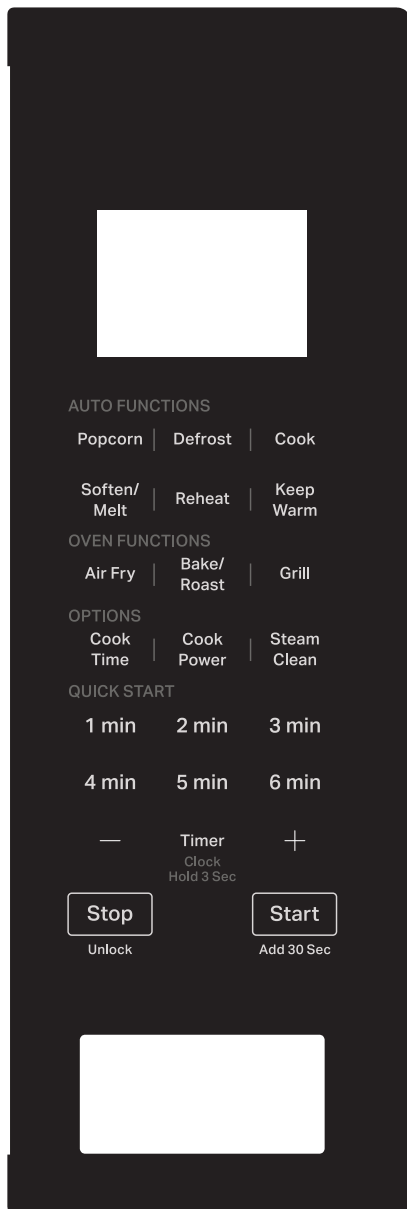 AUTO FUNCTIONS
Popcorn Defrost Cook
Soften/
Melt
Reheat
Keep
Warm
OVEN FUNCTIONS
Air Fry
Bake/
Roast
Grill
OPTIONS
Cook
Time
Cook
Power
Steam
Clean
QUICK START
1 min 2 min 3 min
4 min 5 min 6 min
— Timer +
Clock
Hold 3 Sec
Stop Start
Unlock Add 30 Sec